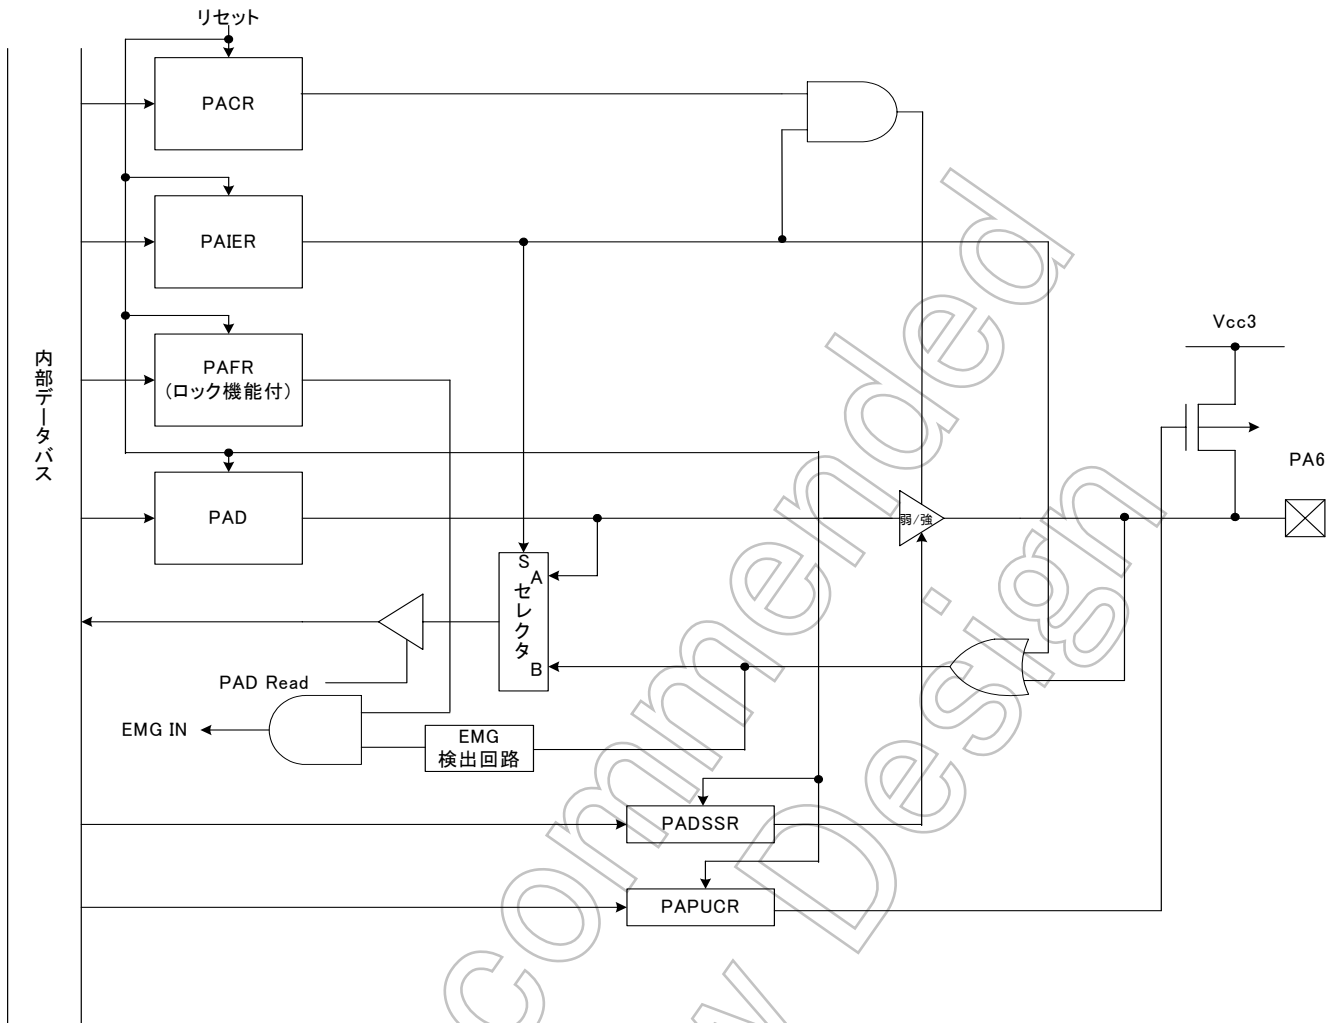 リセット
PACR
PAIER
PAFR
(ロック機能付)
内部データバス
Vcc3
PA6
PAD
弱/強
S
A
セレクタ
B
PAD Read
EMG IN
EMG
検出回路
PADSSR
PAPUCR
commended
w Design